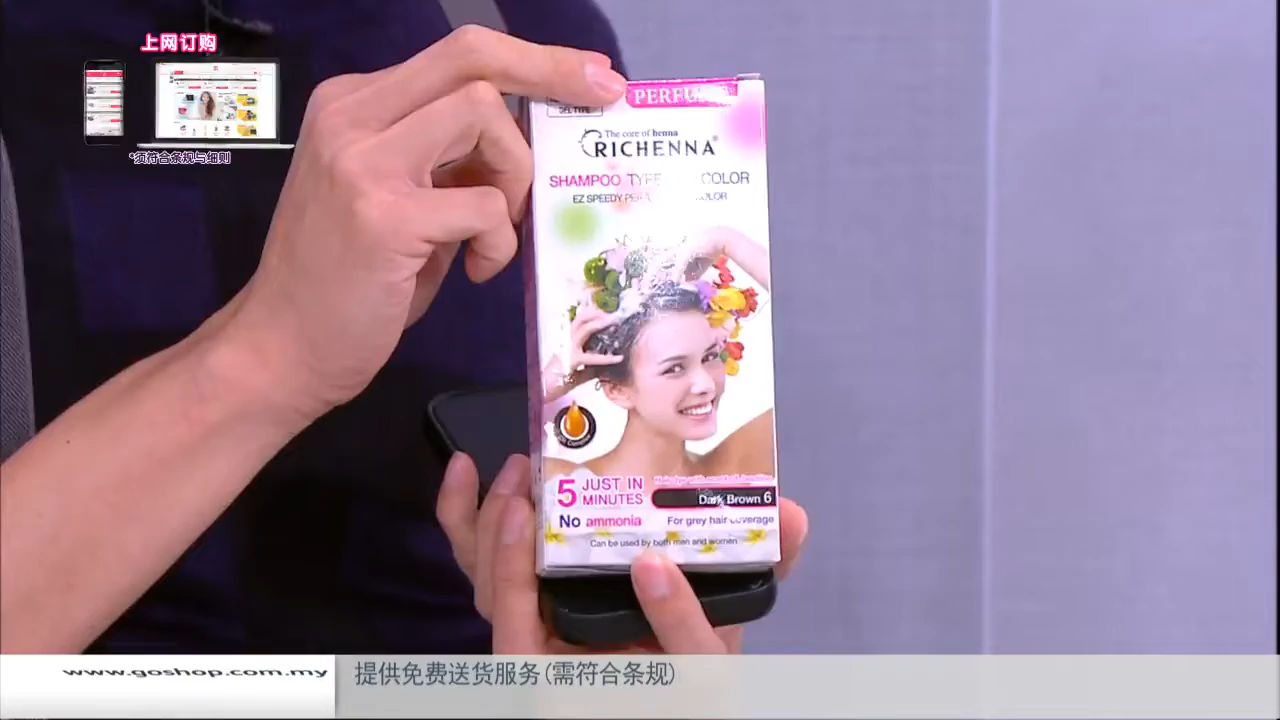 上网订购
*须符合条规与细则
GEL TYPE
PERFUME
The core of henna
RICHENNA®
SHAMPOO TYPE COLOR
EZ SPEEDY COLOR
5 JUST IN MINUTES
Dark Brown 6
No ammonia
For grey hair coverage
Can be used by both men and women
www.goshop.com.my
提供免费送货服务(需符合条规)